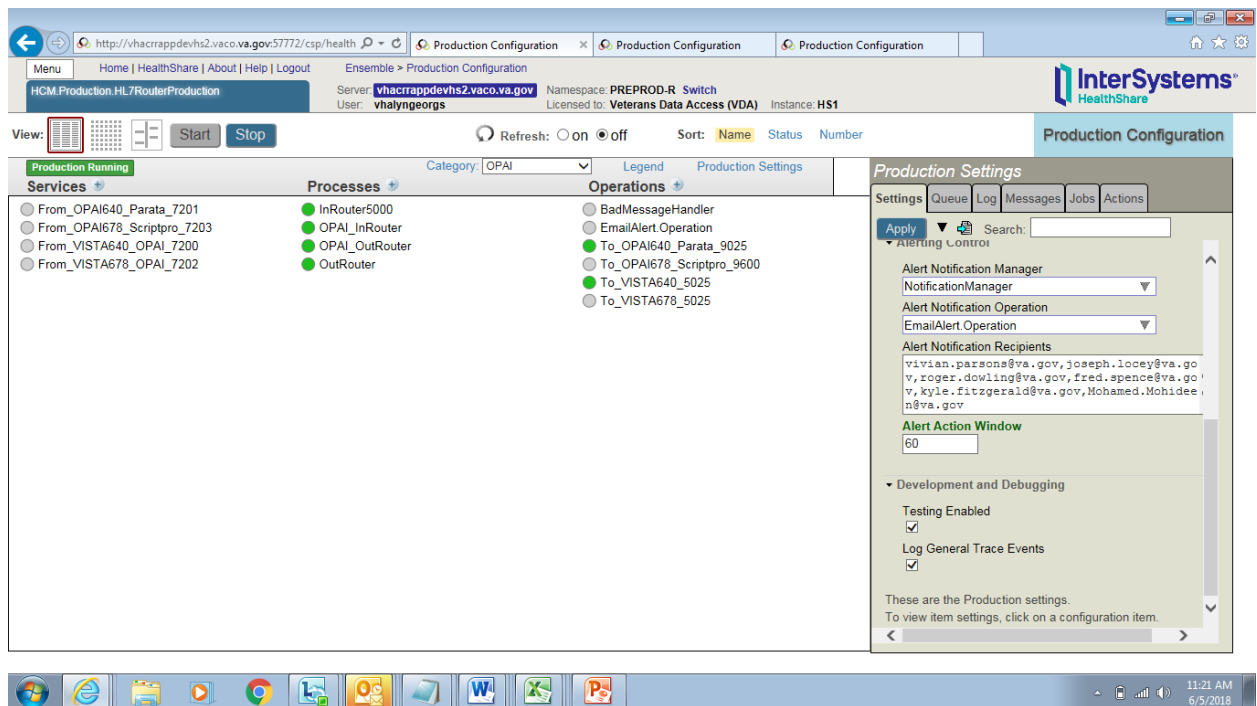 http://vhacrrappdevhs2.vaco.va.gov:57772/csp/health
Production Configuration
Production Configuration
Production Configuration
Menu Home | HealthShare | About | Help | Logout Ensemble > Production Configuration
HCM.Production.HL7RouterProduction
Server: vhacrrappdevhs2.vaco.va.gov Namespace: PREPROD-R Switch
User: vhalyngeorgs Licensed to: Veterans Data Access (VDA) Instance: HS1
InterSystems
HealthShare
View: Start Stop Refresh: on off Sort: Name Status Number
Production Configuration
Production Running Category: OPAI Legend Production Settings
Services Processes Operations
From_OPAI640_Parata_7201
From_OPAI678_Scriptpro_7203
From_VISTA640_OPAI_7200
From_VISTA678_OPAI_7202
InRouter5000
OPAI_InRouter
OPAI_OutRouter
OutRouter
BadMessageHandler
EmailAlert.Operation
To_OPAI640_Parata_9025
To_OPAI678_Scriptpro_9600
To_VISTA640_5025
To_VISTA678_5025
Production Settings
Settings Queue Log Messages Jobs Actions
Apply Search:
Alerting Control
Alert Notification Manager
NotificationManager
Alert Notification Operation
EmailAlert.Operation
Alert Notification Recipients
vivian.parsons@va.gov,joseph.locey@va.go
v,roger.dowling@va.gov,fred.spence@va.go
v,kyle.fitzgerald@va.gov,Mohamed.Mohidee
n@va.gov
Alert Action Window
60
Development and Debugging
Testing Enabled
Log General Trace Events
These are the Production settings.
To view item settings, click on a configuration item.
11:21 AM
6/5/2018